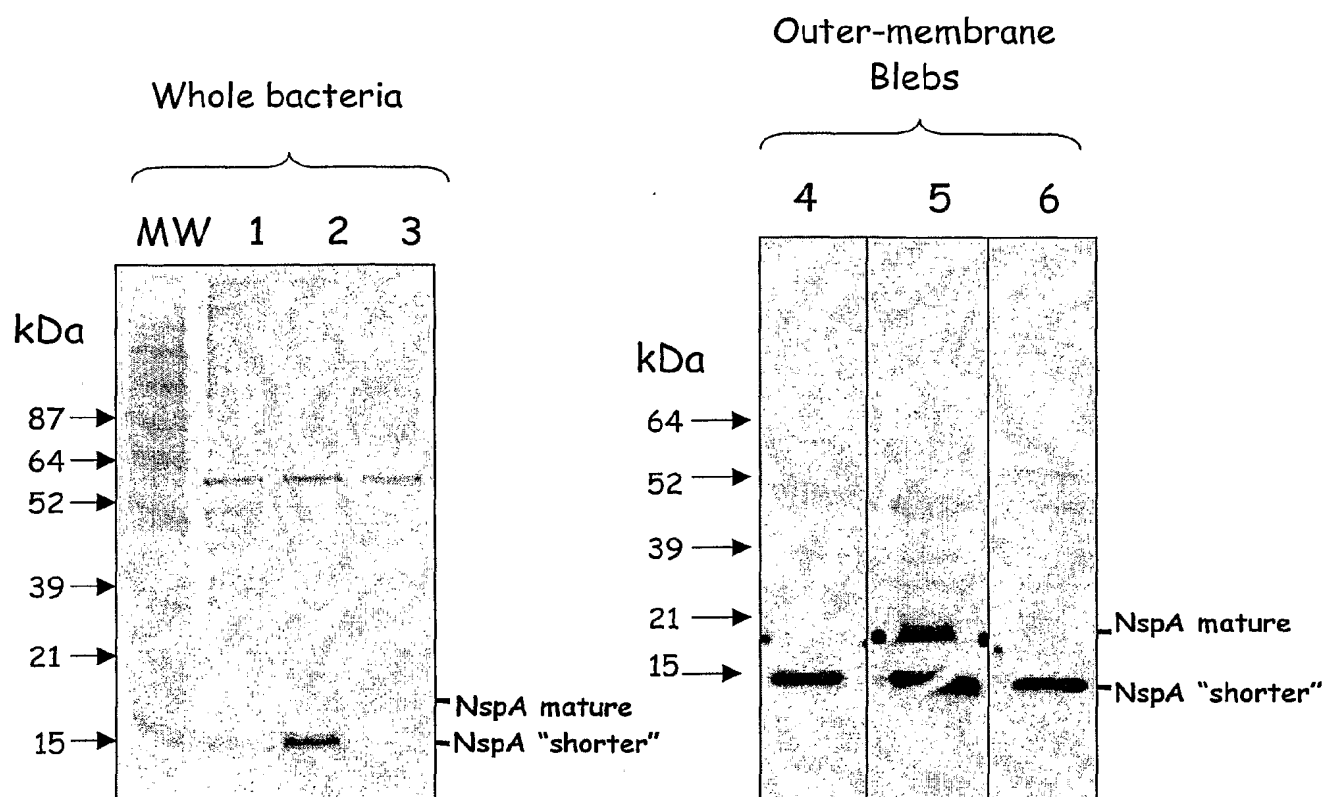 Whole bacteria
MW 1 2 3
kDa
87
64
52
39
21
15
NspA mature
NspA “shorter”
Outer-membrane
Blebs
4 5 6
kDa
64
52
39
21
15
NspA mature
NspA “shorter”